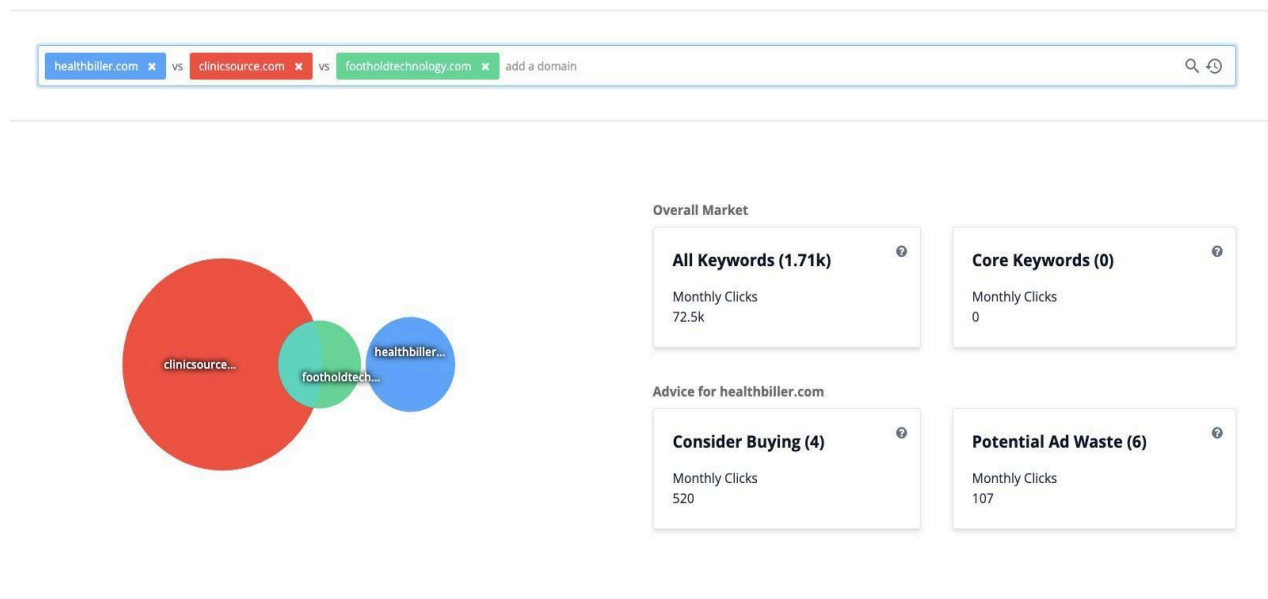 healthbiller.com × vs clinicsource.com × vs footholdtechnology.com × add a domain
Overall Market
All Keywords (1.71k)
Monthly Clicks
72.5k
Core Keywords (0)
Monthly Clicks
0
clinicsource...
footholdtech...
healthbiller...
Advice for healthbiller.com
Consider Buying (4)
Monthly Clicks
520
Potential Ad Waste (6)
Monthly Clicks
107